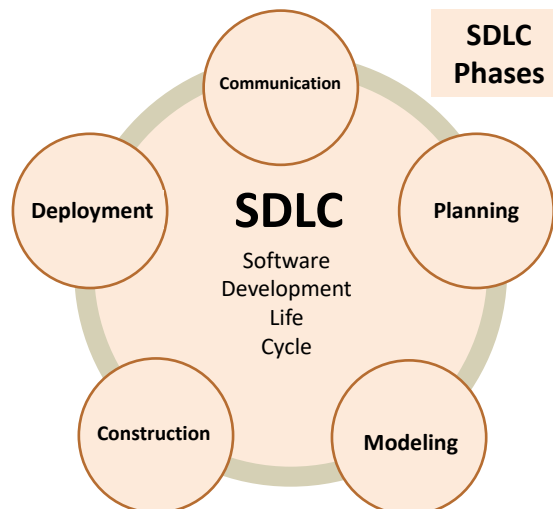 SDLC
Phases
Communication
Deployment
SDLC
Planning
Software
Development
Life
Cycle
Construction
Modeling